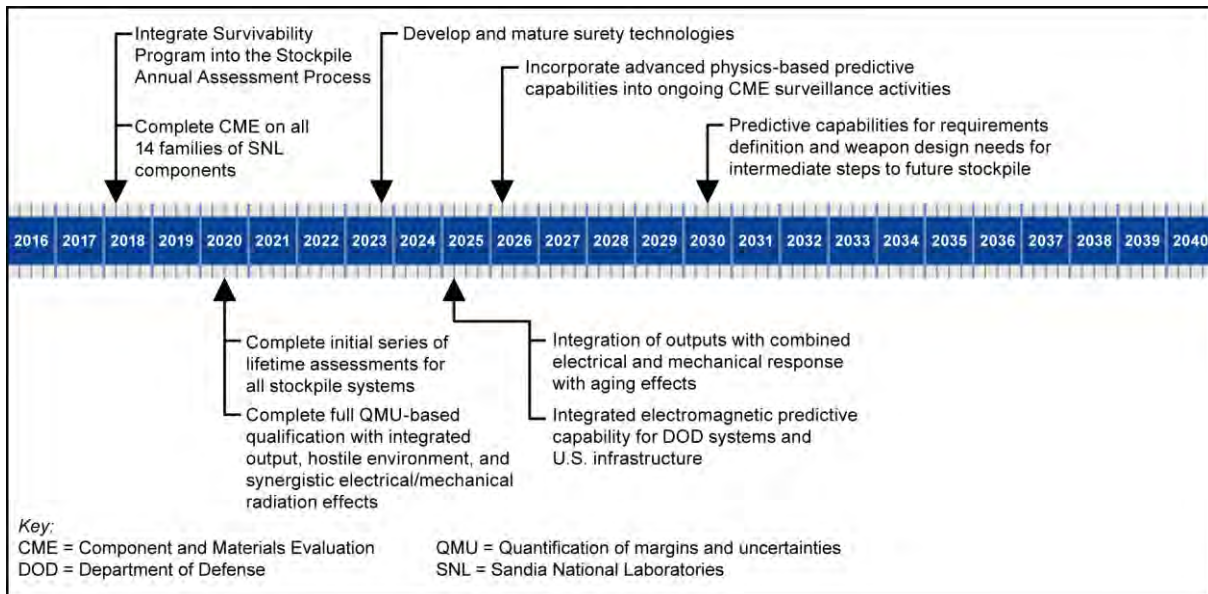 Integrate Survivability
Program into the Stockpile
Annual Assessment Process
Complete CME on all
14 families of SNL
components
Develop and mature surety technologies
Incorporate advanced physics-based predictive
capabilities into ongoing CME surveillance activities
Predictive capabilities for requirements
definition and weapon design needs for
intermediate steps to future stockpile
2016 2017 2018 2019 2020 2021 2022 2023 2024 2025 2026 2027 2028 2029 2030 2031 2032 2033 2034 2035 2036 2037 2038 2039 2040
Complete initial series of
lifetime assessments for
all stockpile systems
Complete full QMU-based
qualification with integrated
output, hostile environment, and
synergistic electrical/mechanical
radiation effects
Integration of outputs with combined
electrical and mechanical response
with aging effects
Integrated electromagnetic predictive
capability for DOD systems and
U.S. infrastructure
Key:
CME = Component and Materials Evaluation
DOD = Department of Defense
QMU = Quantification of margins and uncertainties
SNL = Sandia National Laboratories